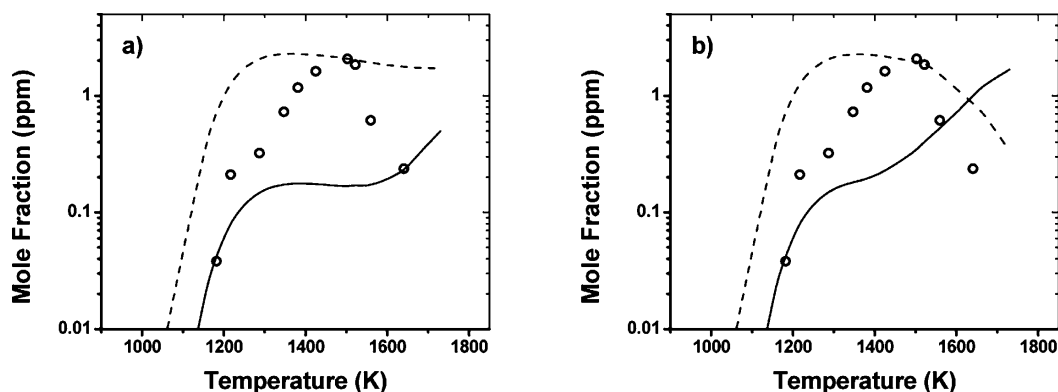 a)
Mole Fraction (ppm)
1
0.1
0.01
1000 1200 1400 1600 1800
Temperature (K)
b)
Mole Fraction (ppm)
1
0.1
0.01
1000 1200 1400 1600 1800
Temperature (K)